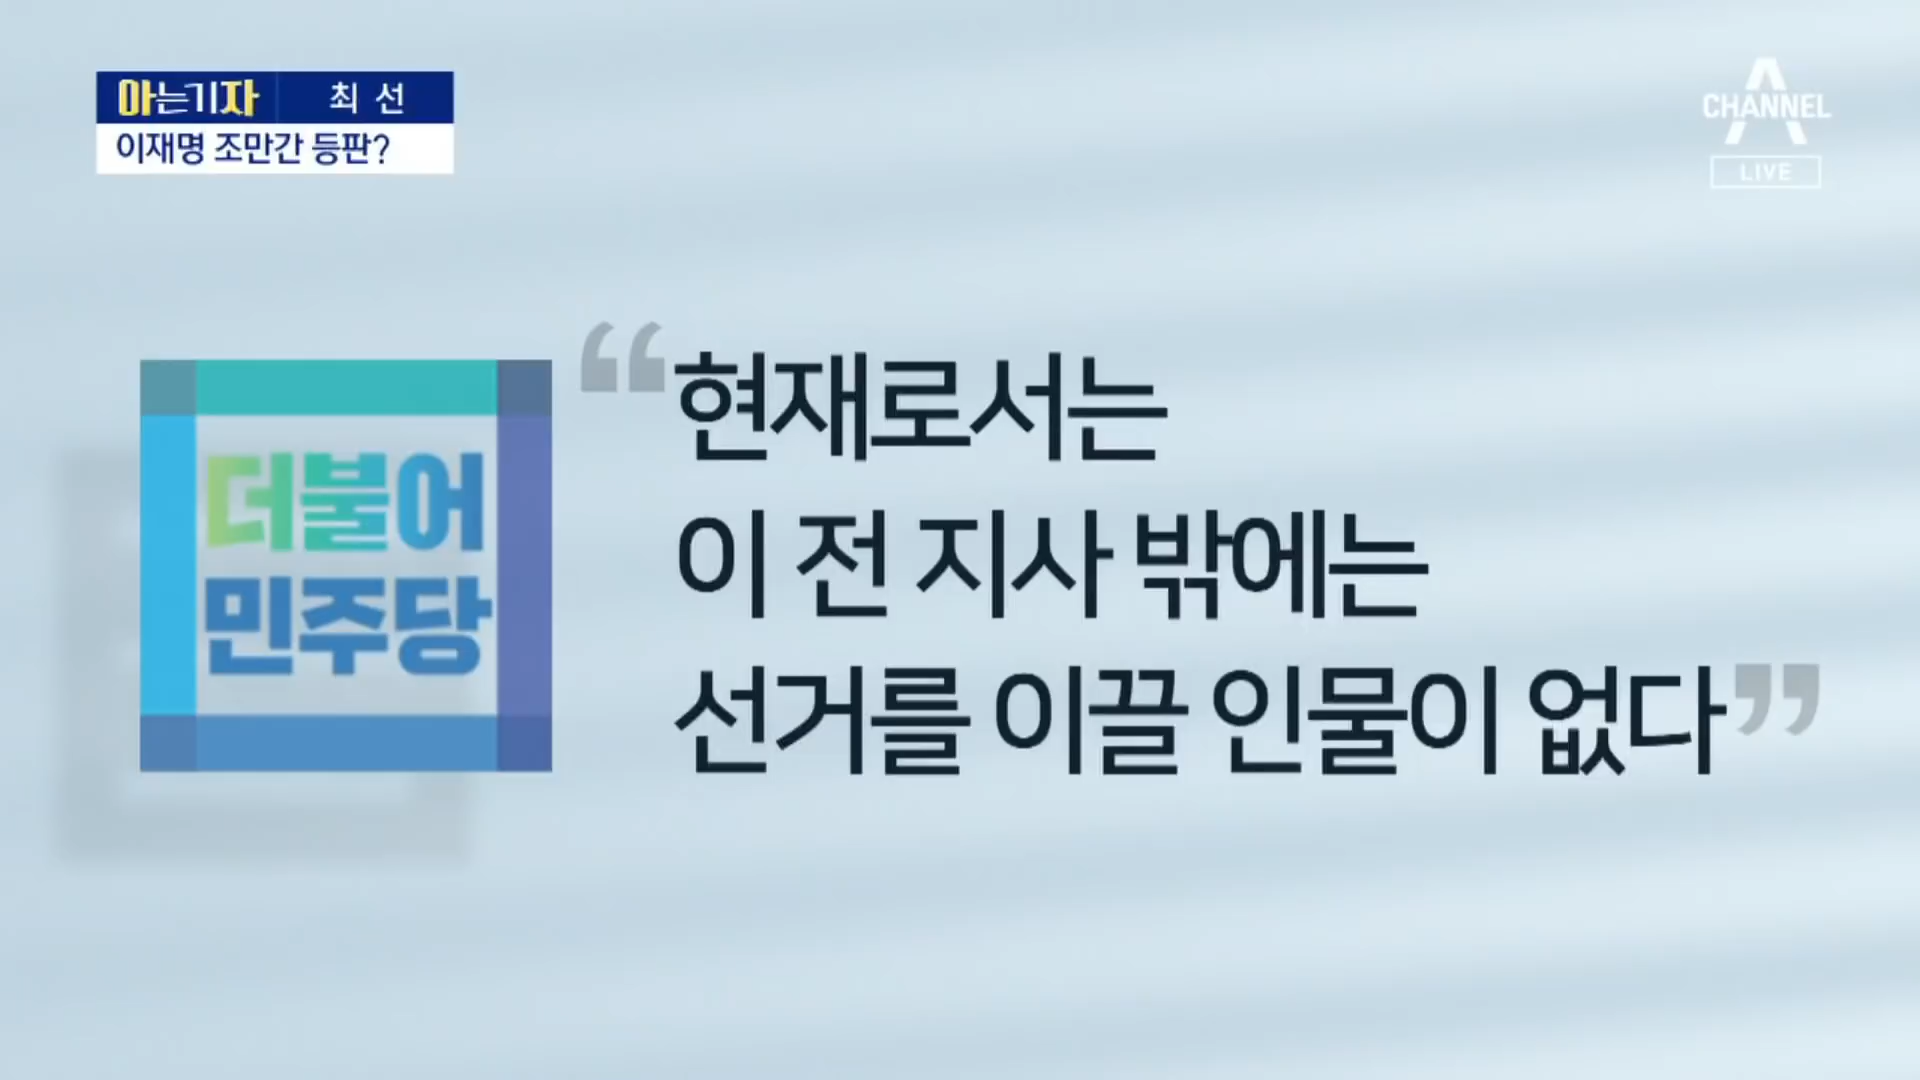 아는기자 최 선
이재명 조만간 등판?
CHANNEL A
LIVE
더불어
민주당
“현재로서는
이 전 지사 밖에는
선거를 이끌 인물이 없다”